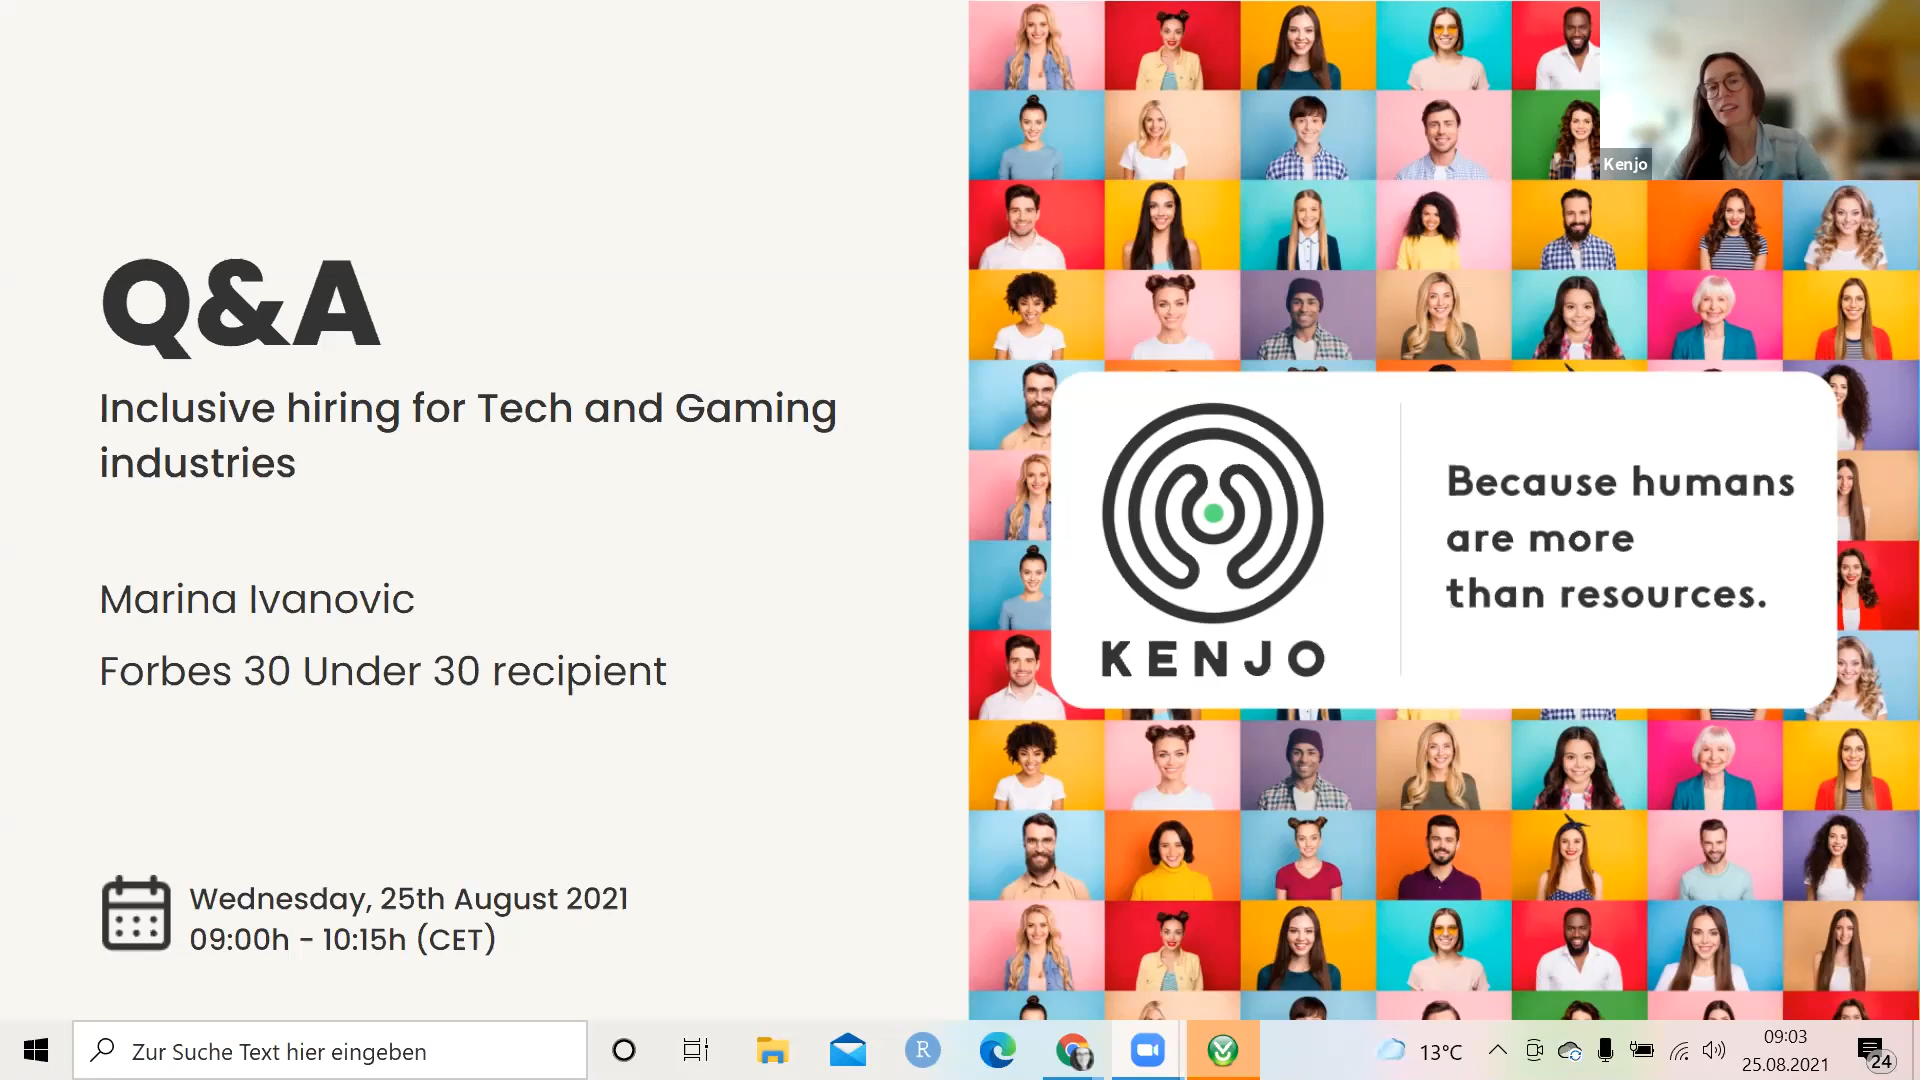 Kenjo
Q&A
Inclusive hiring for Tech and Gaming
industries
Marina Ivanovic
Forbes 30 Under 30 recipient
Wednesday, 25th August 2021
09:00h - 10:15h (CET)
KENJO
Because humans
are more
than resources.
Zur Suche Text hier eingeben
R
13°C
09:03
25.08.2021
24